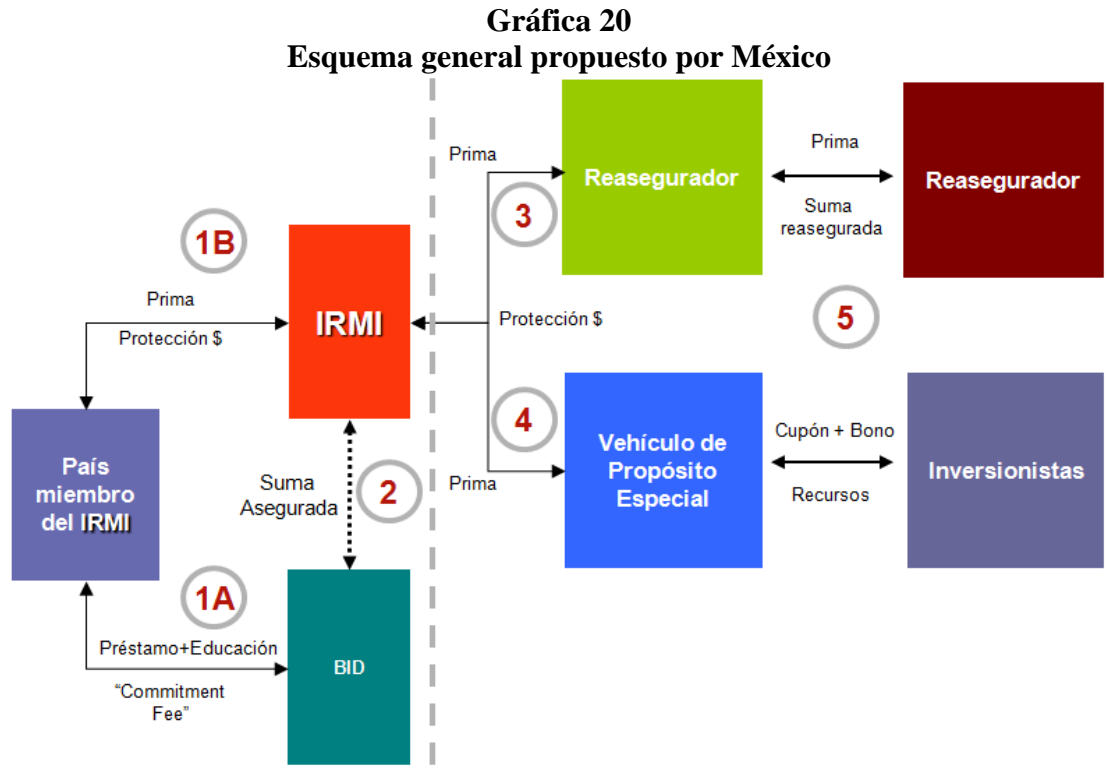 Gráfica 20
Esquema general propuesto por México
Prima
Reasegurador
Prima
Suma
reasegurada
Reasegurador
3
1B
Prima
Protección $
IRMI
Protección $
5
4
Prima
Vehículo de
Propósito
Especial
Cupón + Bono
Recursos
Inversionistas
País
miembro
del IRMI
Suma
Asegurada
2
1A
Préstamo+Educación
“Commitment
Fee”
BID